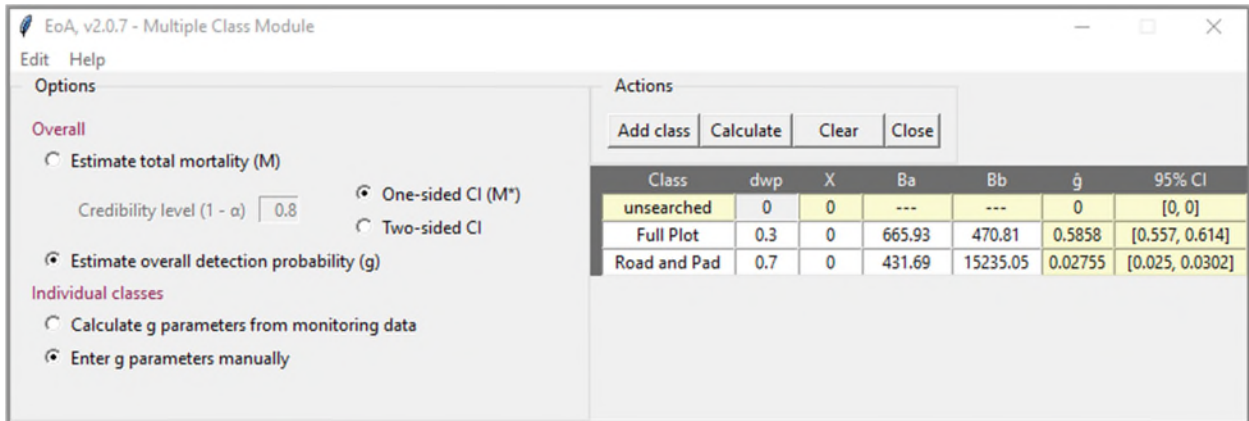 EoA, v2.0.7 - Multiple Class Module
Edit Help
Options
Overall
Estimate total mortality (M)
Credibility level (1 - α) 0.8
One-sided CI (M*)
Two-sided CI
Estimate overall detection probability (g)
Individual classes
Calculate g parameters from monitoring data
Enter g parameters manually
Actions
Add class Calculate Clear Close
Class dwp X Ba Bb ĝ 95% CI
unsearched 0 0 --- --- 0 [0, 0]
Full Plot 0.3 0 665.93 470.81 0.5858 [0.557, 0.614]
Road and Pad 0.7 0 431.69 15235.05 0.02755 [0.025, 0.0302]